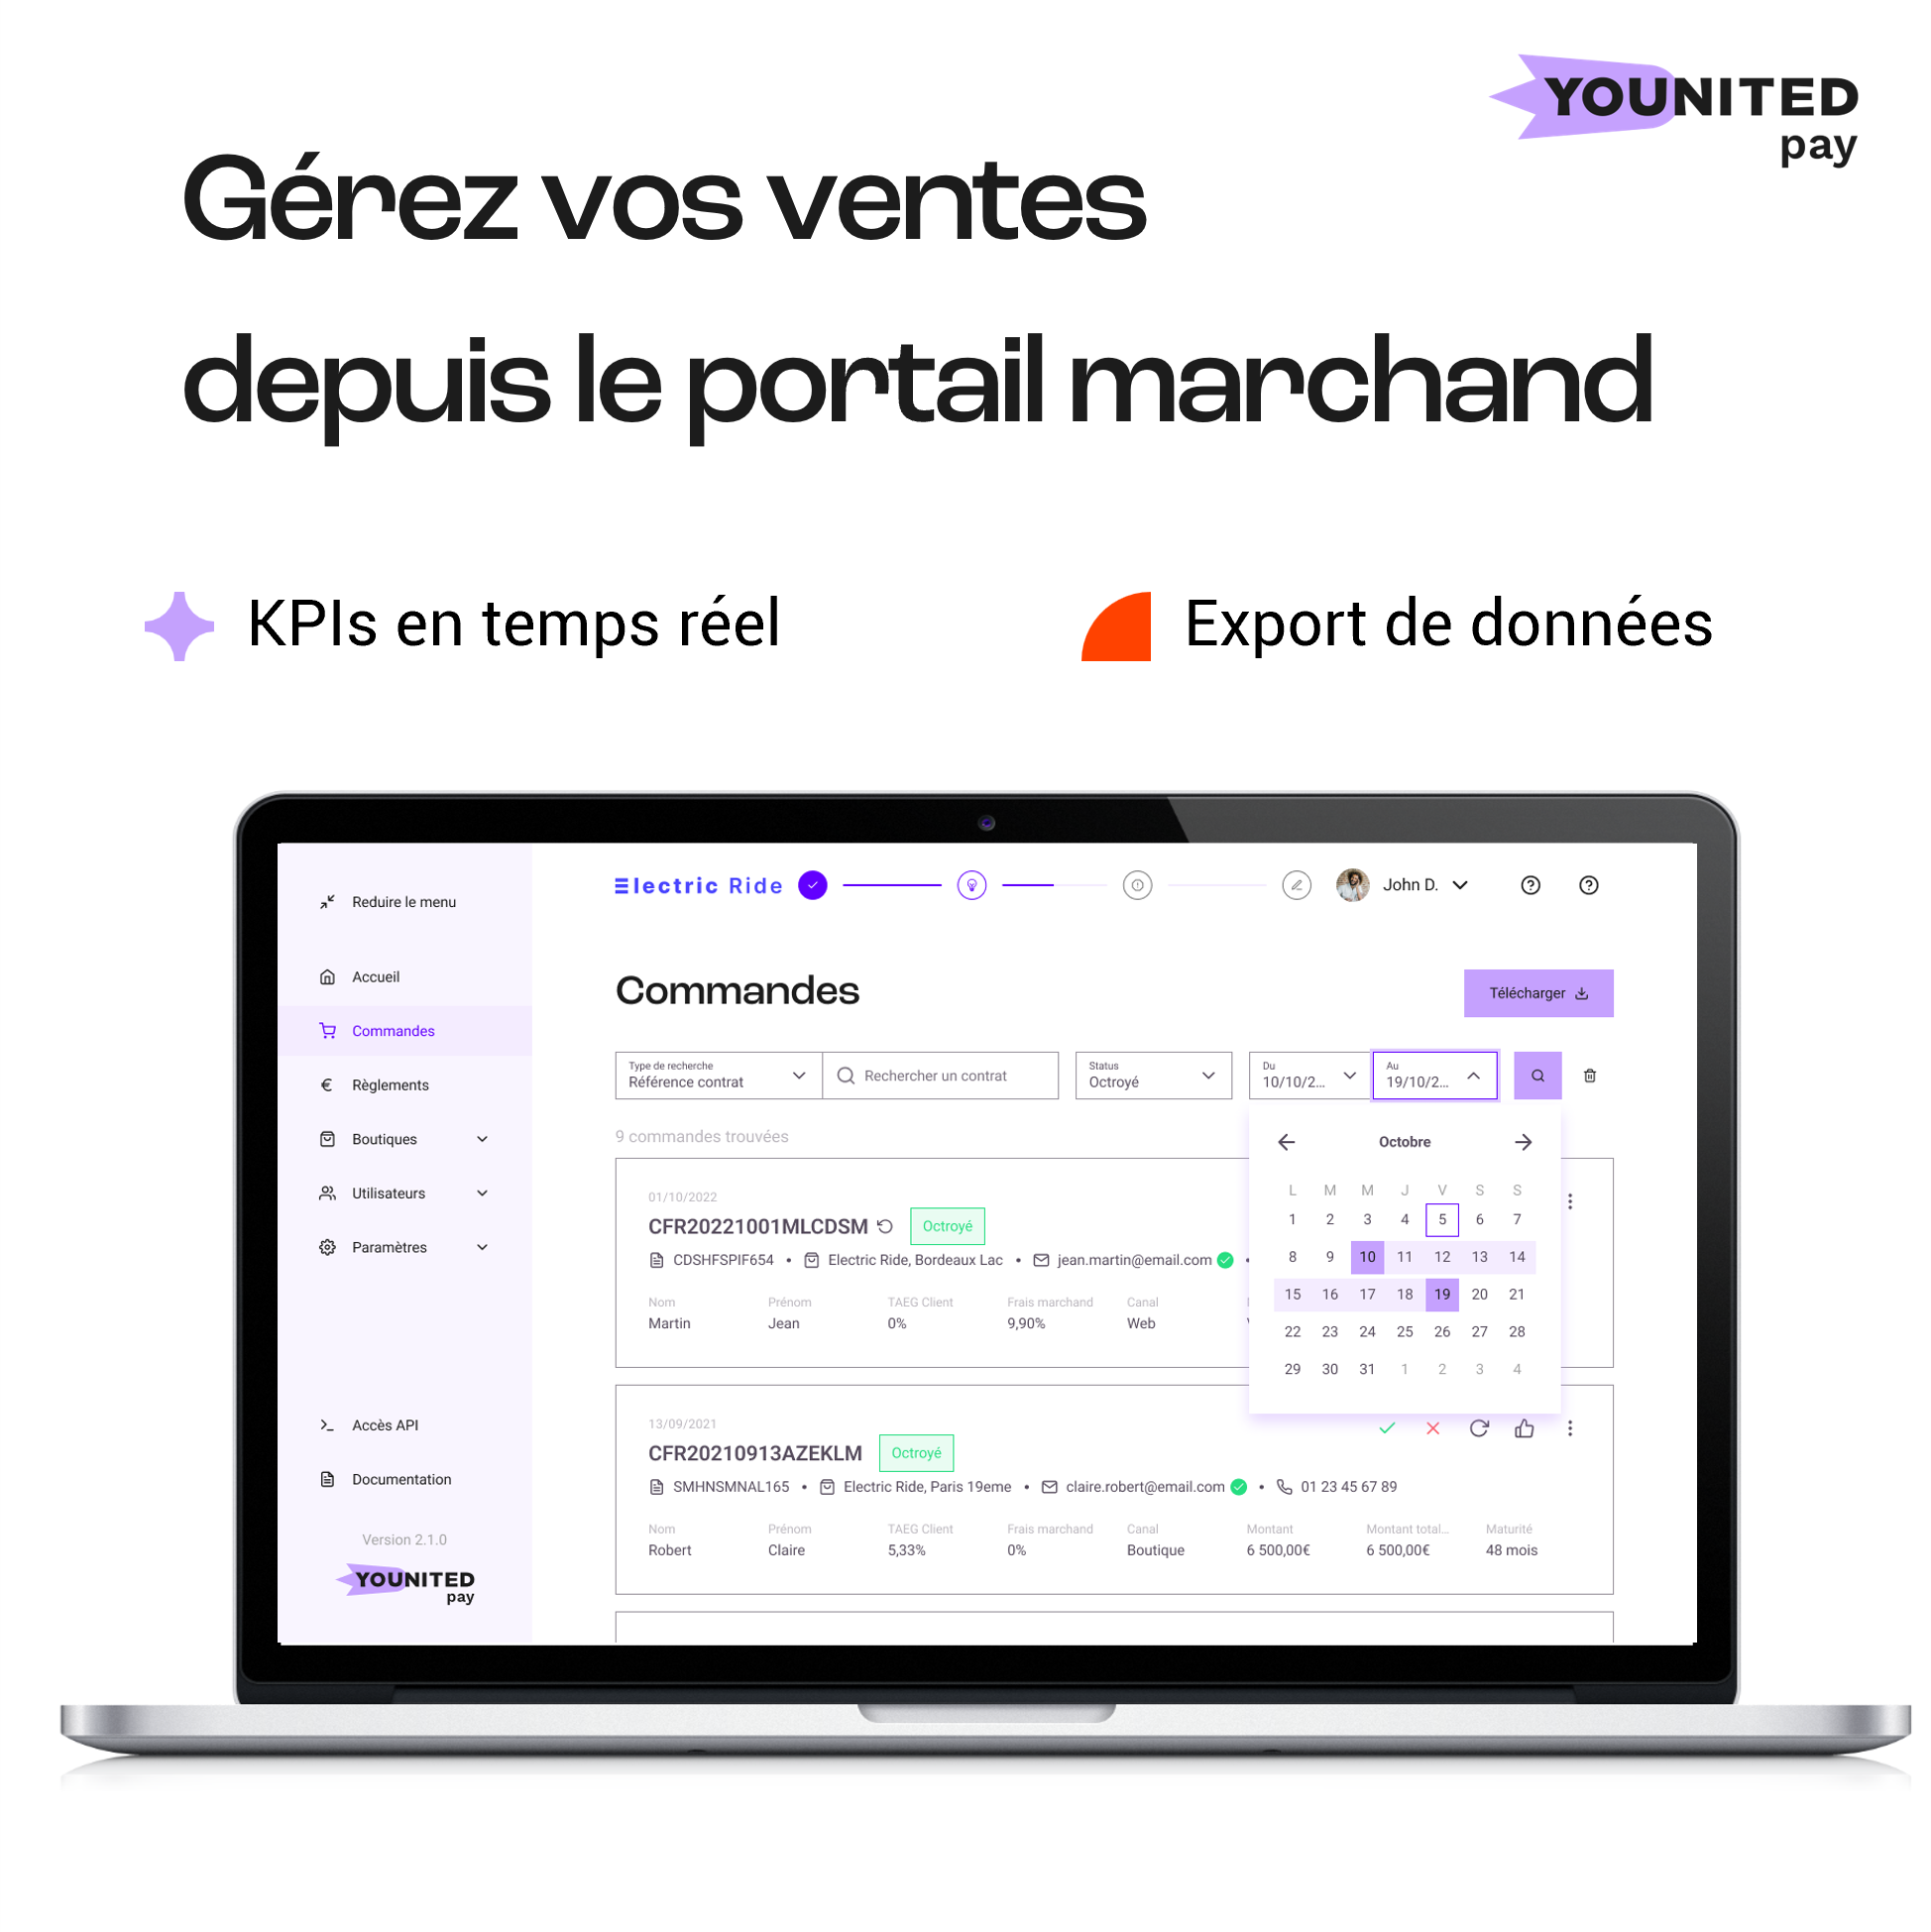 YOUNITED
pay
Gérez vos ventes
depuis le portail marchand
KPIs en temps réel
Export de données
Reduire le menu
Accueil
Commandes
Règlements
Boutiques
Utilisateurs
Paramètres
Accès API
Documentation
Version 2.1.0
YOUNITED
pay
Electric Ride
John D.
Commandes
Télécharger
Type de recherche
Référence contrat
Rechercher un contrat
Status
Octroyé
Du
10/10/2...
Au
19/10/2...
9 commandes trouvées
Octobre
L M M J V S S
1 2 3 4 5 6 7
8 9 10 11 12 13 14
15 16 17 18 19 20 21
22 23 24 25 26 27 28
29 30 31 1 2 3 4
01/10/2022
CFR20221001MLCDSM Octroyé
CDSHFSPIF654 • Electric Ride, Bordeaux Lac • jean.martin@email.com •
Nom Prénom TAEG Client Frais marchand Canal
Martin Jean 0% 9,90% Web
13/09/2021
CFR20210913AZEKLM Octroyé
SMHNSMNAL165 • Electric Ride, Paris 19eme • claire.robert@email.com • 01 23 45 67 89
Nom Prénom TAEG Client Frais marchand Canal Montant Montant total... Maturité
Robert Claire 5,33% 0% Boutique 6 500,00€ 6 500,00€ 48 mois